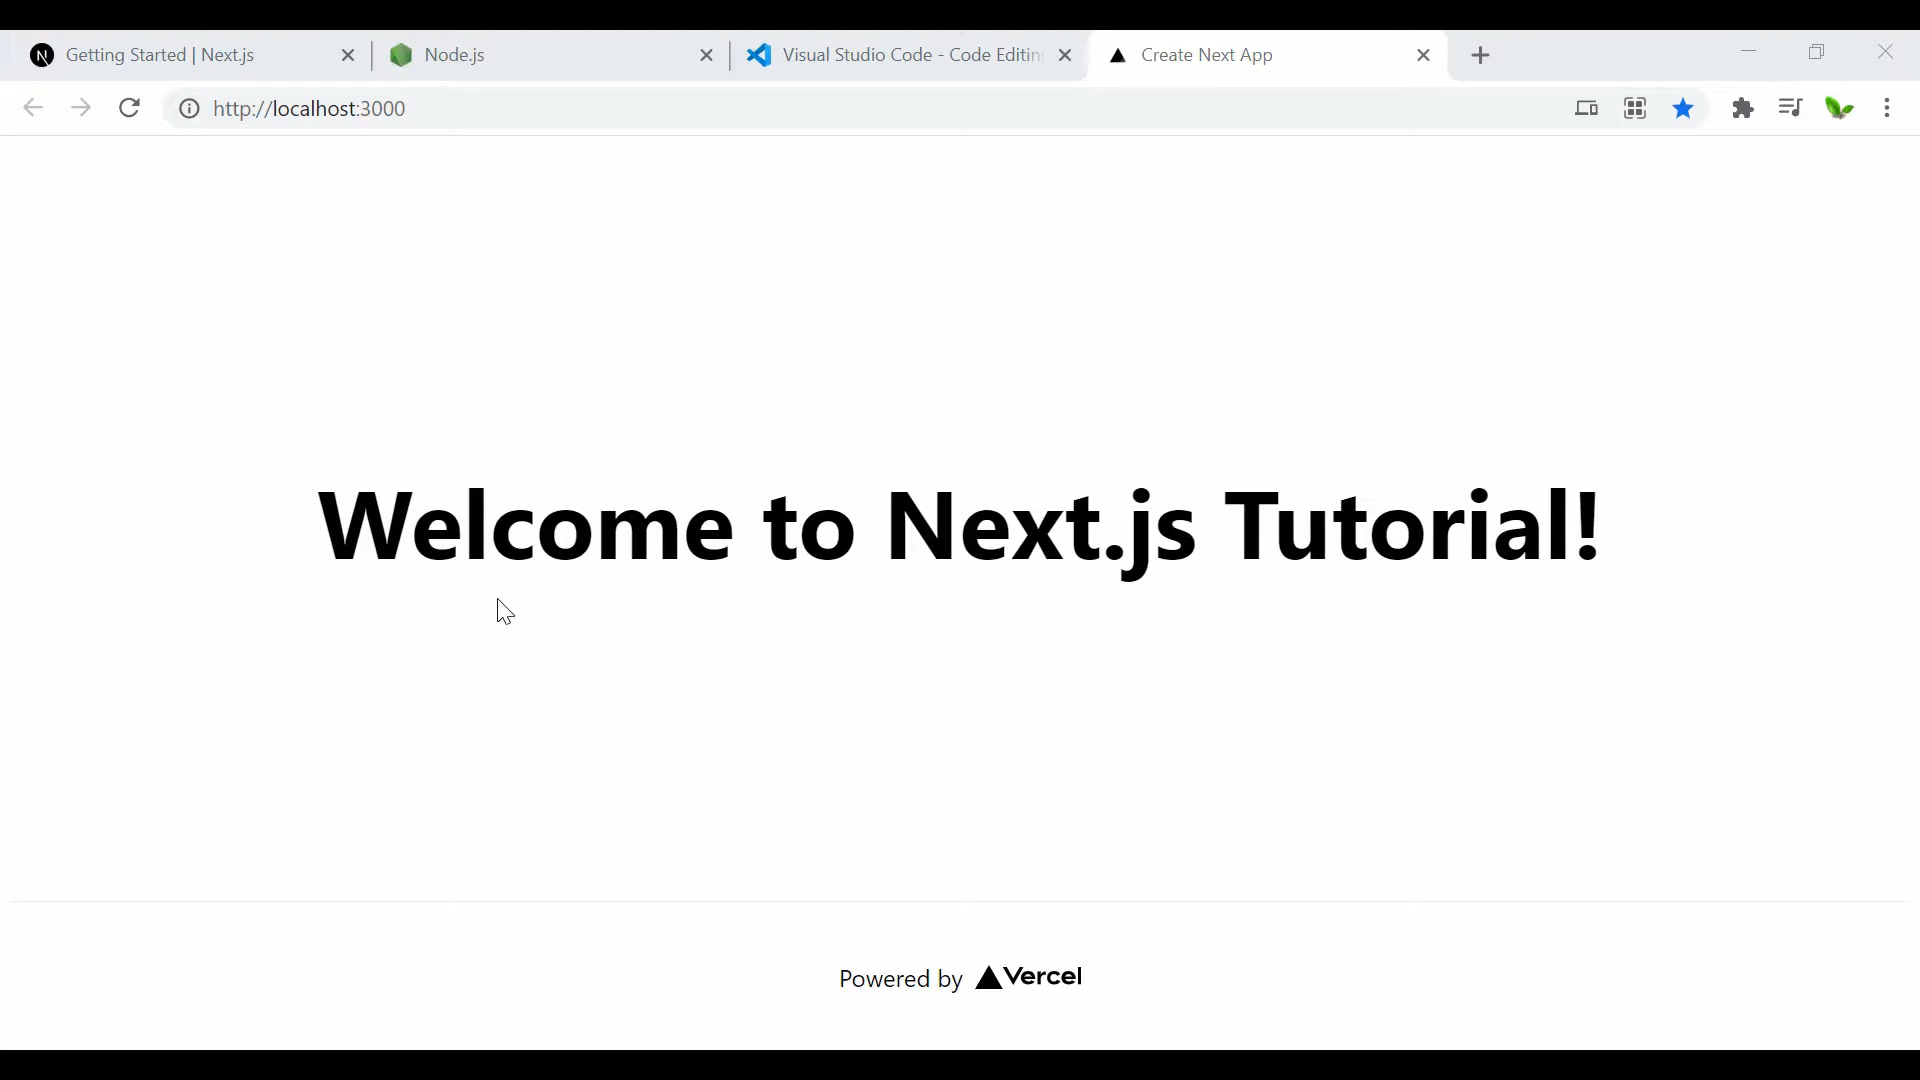 Getting Started | Next.js
Node.js
Visual Studio Code - Code Editin
Create Next App
http://localhost:3000
Welcome to Next.js Tutorial!
Powered by Vercel